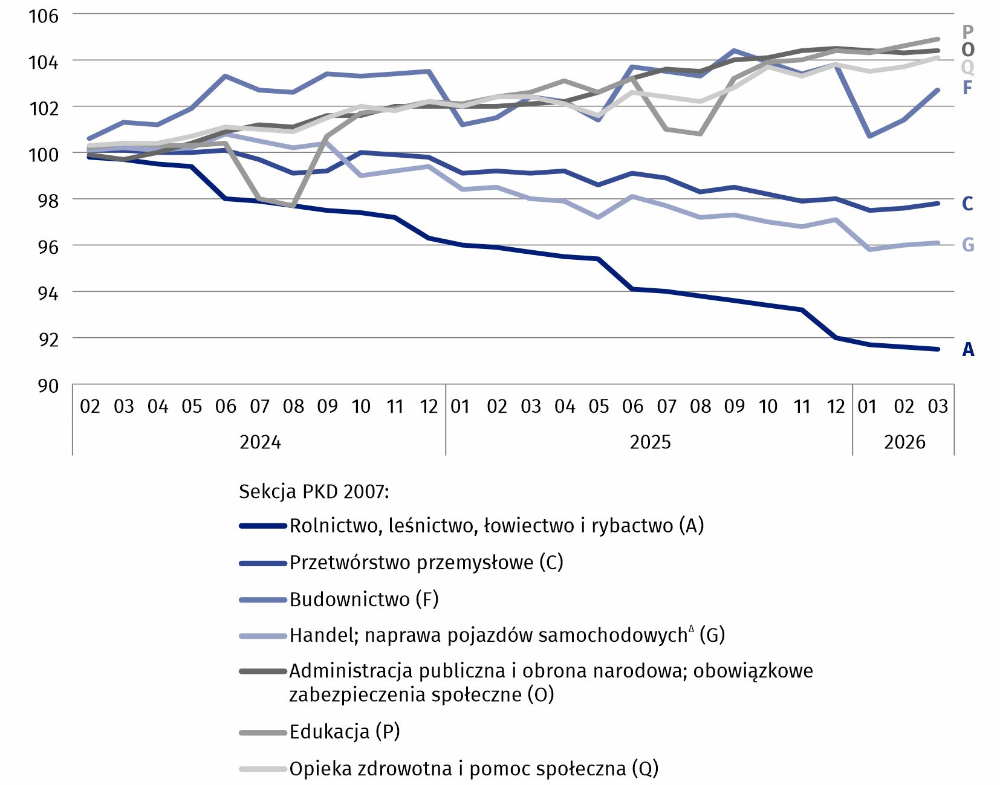 106
104
102
100
98
96
94
92
90
P
O
Q
F
C
G
A
02 03 04 05 06 07 08 09 10 11 12 01 02 03 04 05 06 07 08 09 10 11 12 01 02 03
2024 2025 2026
Sekcja PKD 2007:
Rolnictwo, leśnictwo, łowiectwo i rybactwo (A)
Przetwórstwo przemysłowe (C)
Budownictwo (F)
Handel; naprawa pojazdów samochodowychΔ (G)
Administracja publiczna i obrona narodowa; obowiązkowe
zabezpieczenia społeczne (O)
Edukacja (P)
Opieka zdrowotna i pomoc społeczna (Q)